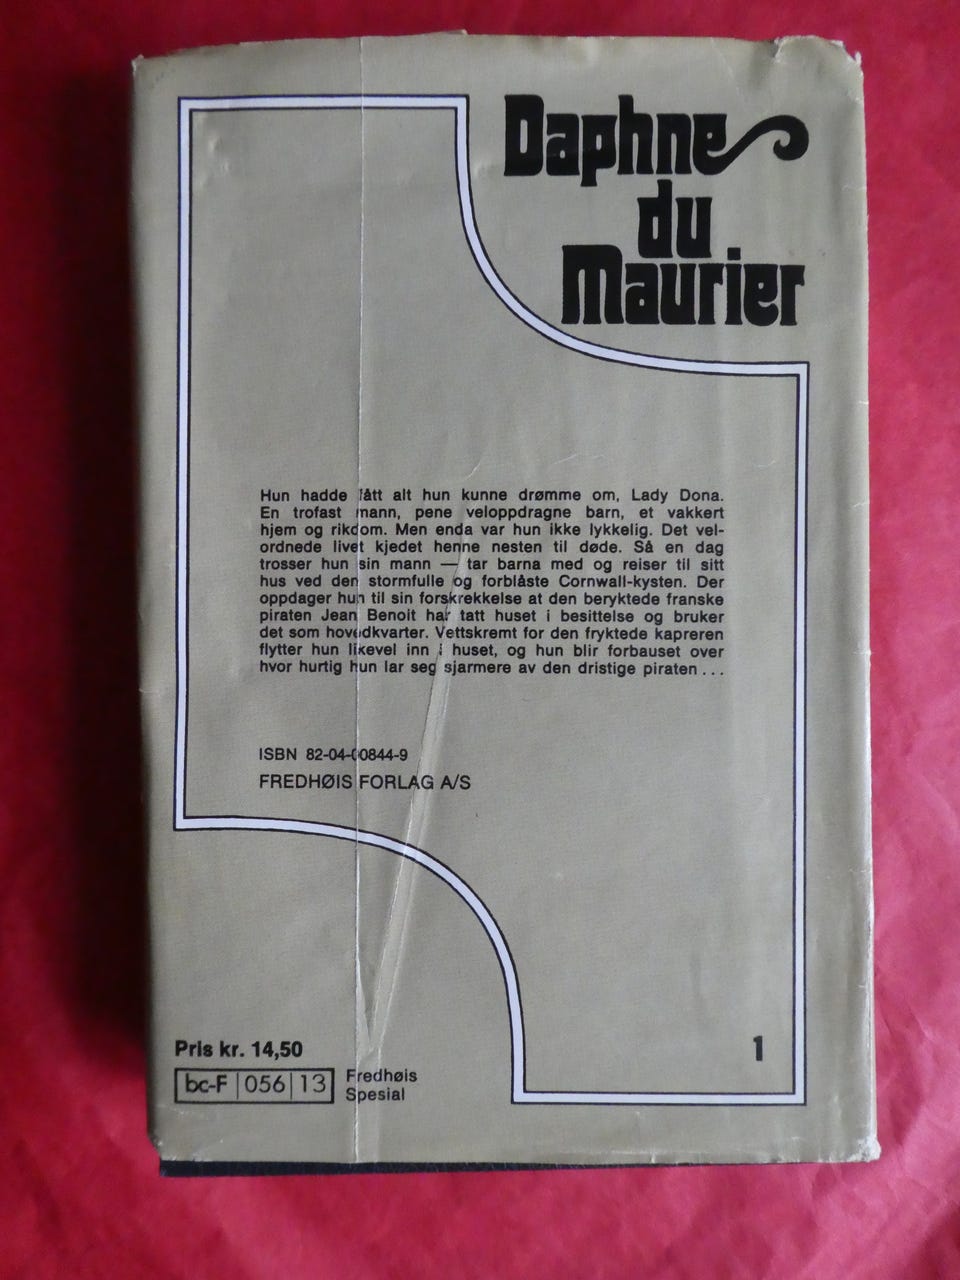 Daphne
du
Maurier
Hun hadde fått alt hun kunne drømme om, Lady Dona.
En trofast mann, pene veloppdragne barn, et vakkert
hjem og rikdom. Men enda var hun ikke lykkelig. Det vel-
ordnede livet kjedet henne nesten til døde. Så en dag
trosser hun sin mann — tar barna med og reiser til sitt
hus ved den stormfulle og forblåste Cornwall-kysten. Der
oppdager hun til sin forskrekkelse at den beryktede franske
piraten Jean Benoit har tatt huset i besittelse og bruker
det som hovedkvarter. Vettskremt for den fryktede kapreren
flytter hun likevel inn i huset, og hun blir forbauset over
hvor hurtig hun lar seg sjarmere av den dristige piraten ...
ISBN 82-04-00844-9
FREDHØIS FORLAG A/S
1
Pris kr. 14,50
bc-F|056|13 Fredhøis
Spesial